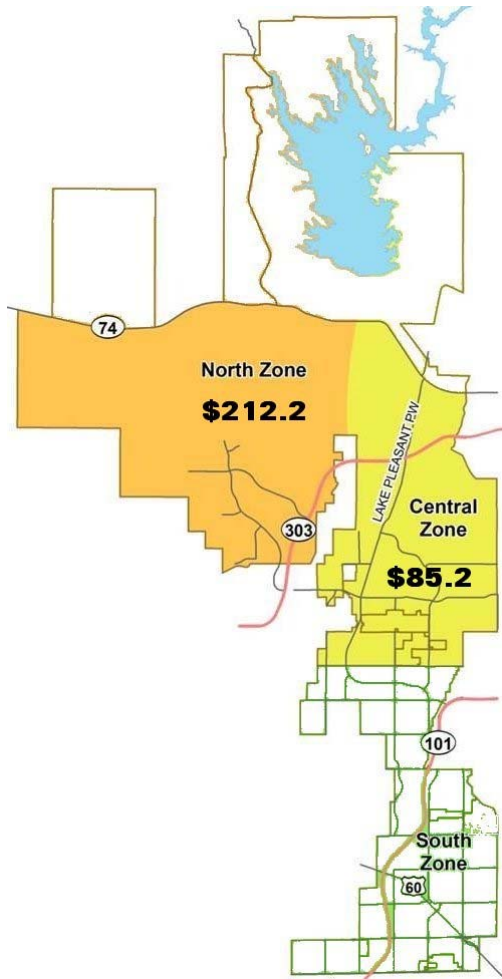 74
North Zone
$212.2
LAKE PLEASANT PW
303
Central
Zone
$85.2
101
South
Zone
60